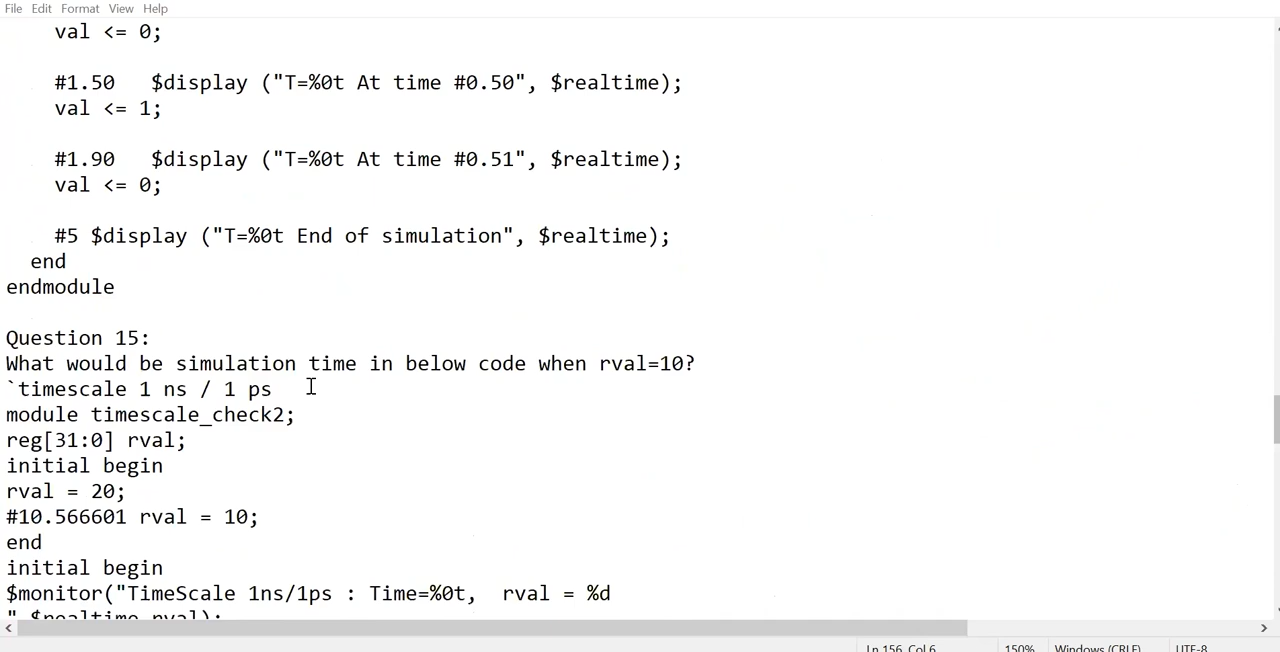 File Edit Format View Help
val <= 0;
#1.50 $display ("T=%0t At time #0.50", $realtime);
val <= 1;
#1.90 $display ("T=%0t At time #0.51", $realtime);
val <= 0;
#5 $display ("T=%0t End of simulation", $realtime);
end
endmodule
Question 15:
What would be simulation time in below code when rval=10?
`timescale 1 ns / 1 ps
module timescale_check2;
reg[31:0] rval;
initial begin
rval = 20;
#10.566601 rval = 10;
end
initial begin
$monitor("TimeScale 1ns/1ps : Time=%0t, rval = %d
",$realtime,rval);
Ln 156, Col 6 150% Windows (CRLF) UTF-8